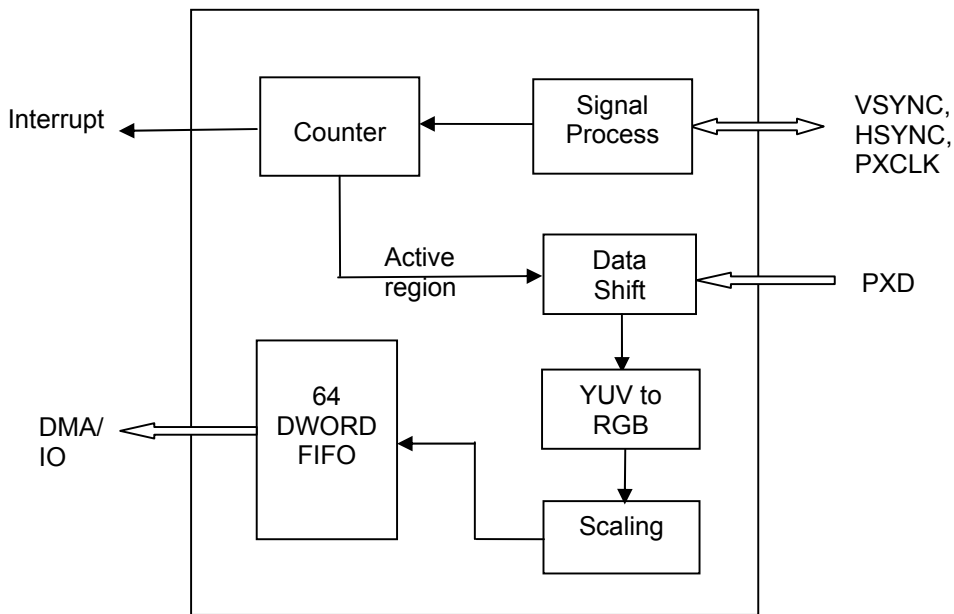 Interrupt
Counter
Signal
Process
VSYNC,
HSYNC,
PXCLK
Active
region
Data
Shift
PXD
64
DWORD
FIFO
YUV to
RGB
DMA/
IO
Scaling